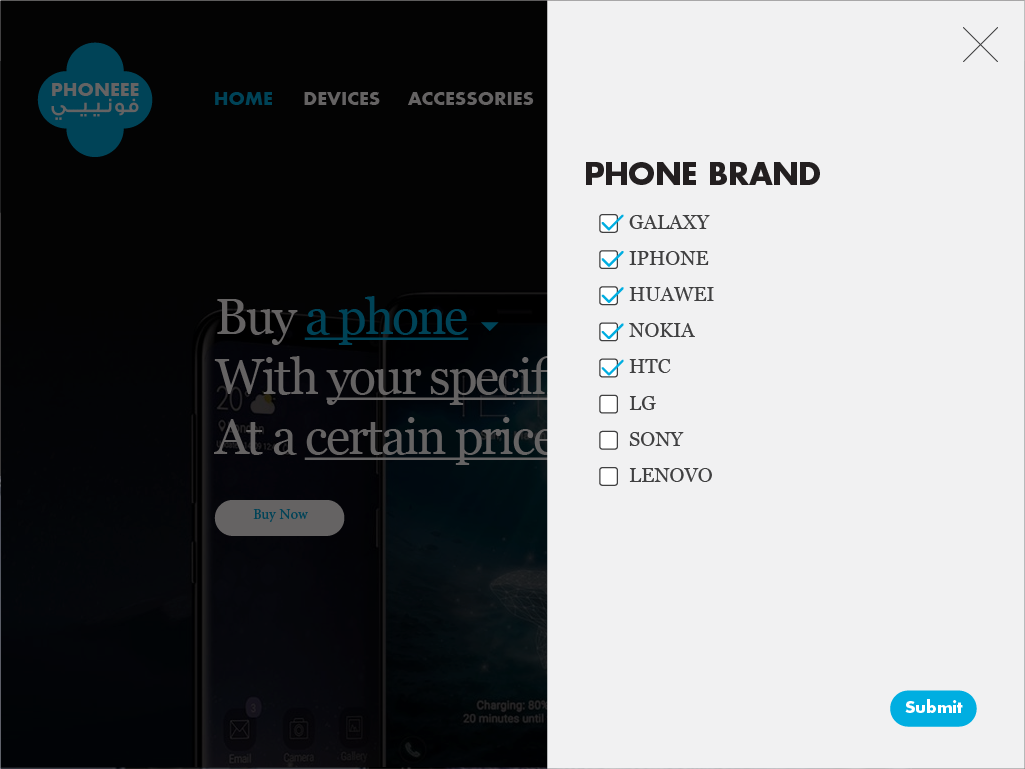 PHONEEE
فونييي
HOME DEVICES ACCESSORIES
Buy a phone
With your specif
At a certain price
20°
Buy Now
3
Charging: 80%
20 minutes until
Email Camera Gallery
PHONE BRAND
GALAXY
IPHONE
HUAWEI
NOKIA
HTC
LG
SONY
LENOVO
Submit